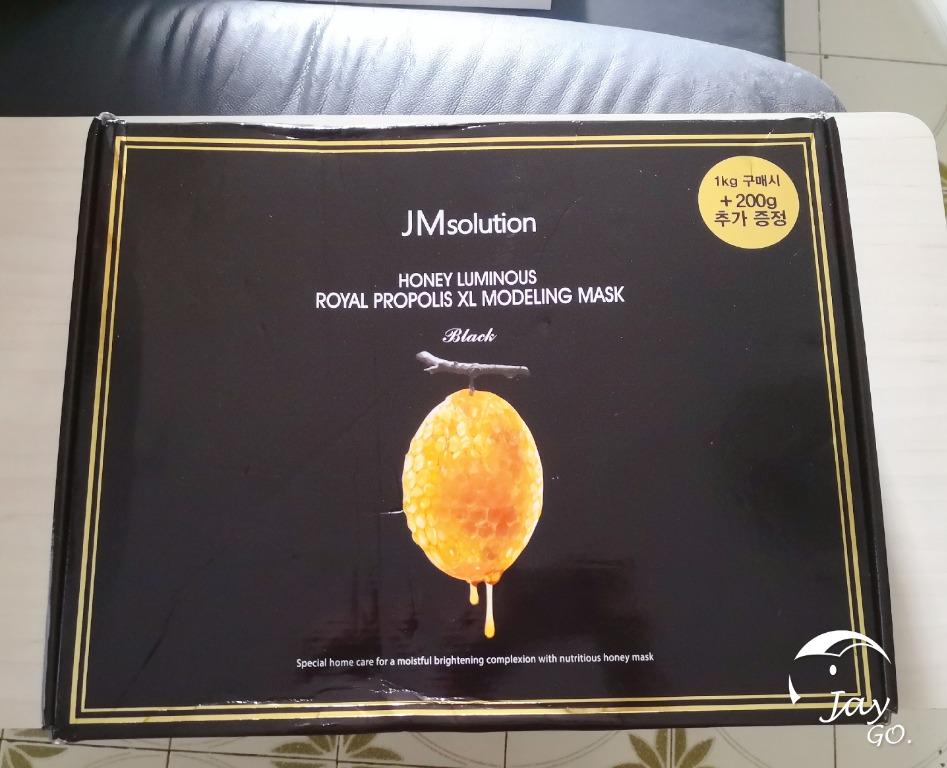 1kg 구매시
+ 200g
추가 증정
JMsolution
HONEY LUMINOUS
ROYAL PROPOLIS XL MODELING MASK
Black
Special home care for a moistful brightening complexion with nutritious honey mask
Jay
GO.